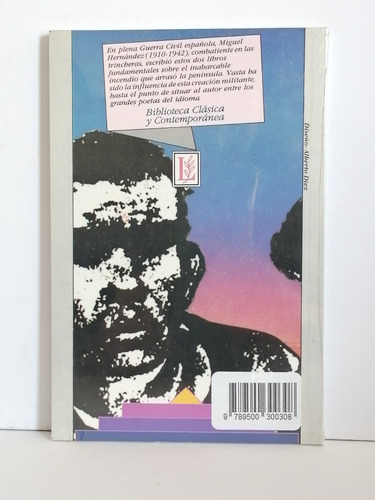 En plena Guerra Civil española, Miguel
Hernández (1910-1942), combatiente en las
trincheras, escribió estos dos libros
fundamentales sobre el inabarcable
incendio que arrasó la península. Vasta ha
sido la influencia de esta creación militante,
hasta el punto de situar al autor entre los
grandes poetas del idioma.
Biblioteca Clásica
y Contemporánea
L
Diseño: Alberto Díez
9 789500 300308